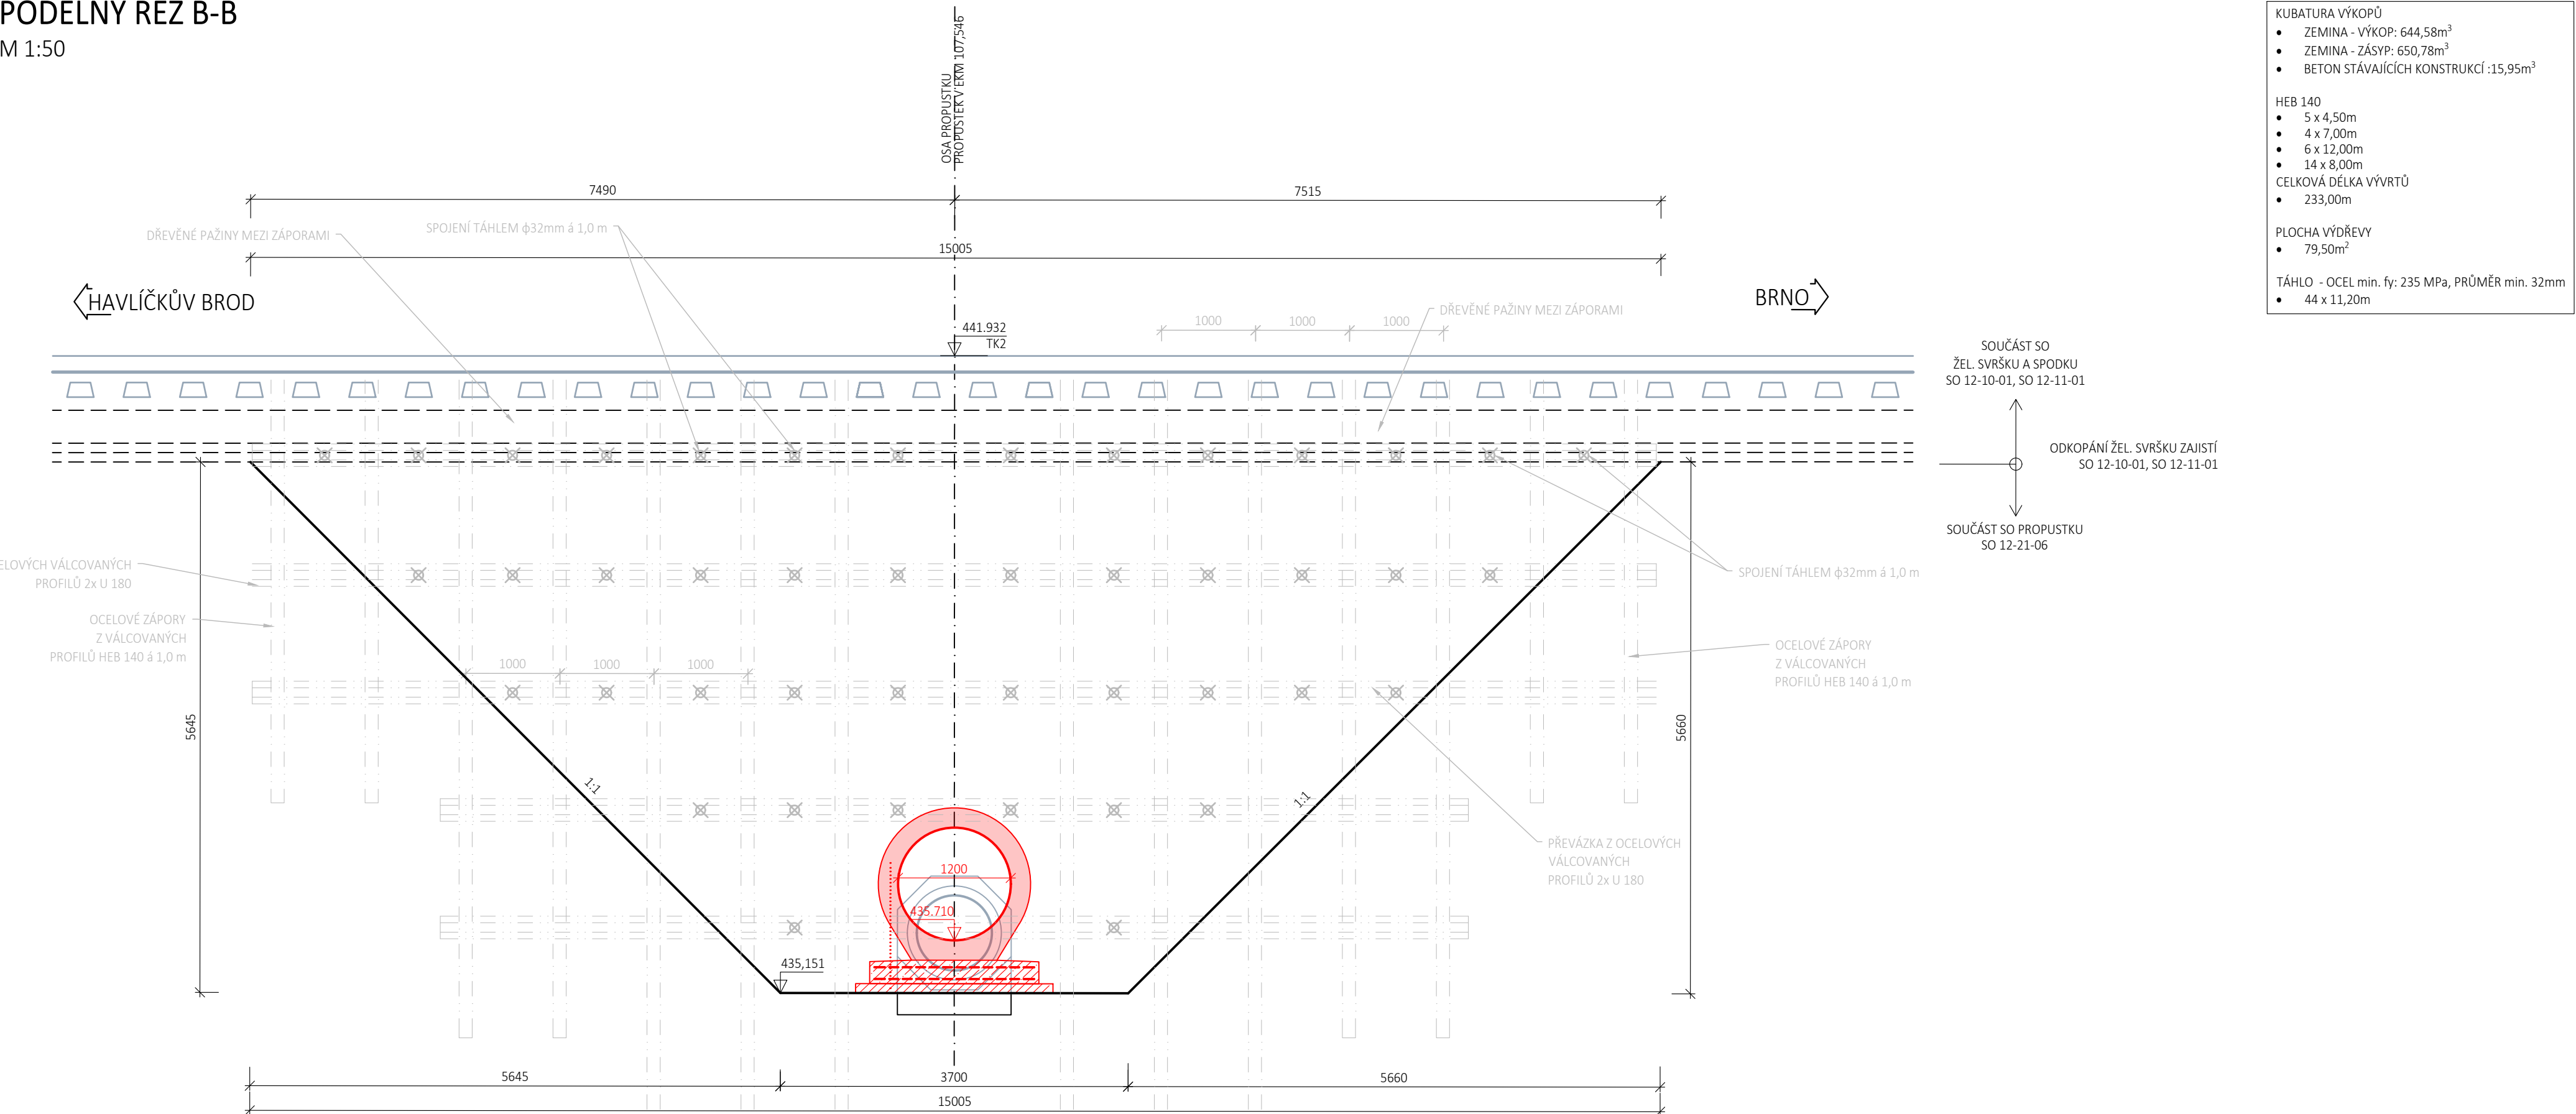 PODÉLNÝ ŘEZ B-B
M 1:50
OSA PROPUSTKU
PROPUSTEK V EKM 107,546
7490
7515
DŘEVĚNÉ PAŽINY MEZI ZÁPORAMI
SPOJENÍ TÁHLEM ϕ32mm á 1,0 m
15005
HAVLÍČKŮV BROD
BRNO
DŘEVĚNÉ PAŽINY MEZI ZÁPORAMI
1000
1000
1000
441.932
TK2
KUBATURA VÝKOPŮ
• ZEMINA - VÝKOP: 644,58m³
• ZEMINA - ZÁSYP: 650,78m³
• BETON STÁVAJÍCÍCH KONSTRUKCÍ :15,95m³
HEB 140
• 5 x 4,50m
• 4 x 7,00m
• 6 x 12,00m
• 14 x 8,00m
CELKOVÁ DÉLKA VÝVRTŮ
• 233,00m
PLOCHA VÝDŘEVY
• 79,50m²
TÁHLO - OCEL min. fy: 235 MPa, PRŮMĚR min. 32mm
• 44 x 11,20m
SOUČÁST SO
ŽEL. SVRŠKU A SPODKU
SO 12-10-01, SO 12-11-01
ODKOPÁNÍ ŽEL. SVRŠKU ZAJISTÍ
SO 12-10-01, SO 12-11-01
SOUČÁST SO PROPUSTKU
SO 12-21-06
ELOVÝCH VÁLCOVANÝCH
PROFILŮ 2x U 180
OCELOVÉ ZÁPORY
Z VÁLCOVANÝCH
PROFILŮ HEB 140 á 1,0 m
SPOJENÍ TÁHLEM ϕ32mm á 1,0 m
OCELOVÉ ZÁPORY
Z VÁLCOVANÝCH
PROFILŮ HEB 140 á 1,0 m
1000
1000
1000
5645
5660
1:1
1:1
PŘEVÁZKA Z OCELOVÝCH
VÁLCOVANÝCH
PROFILŮ 2x U 180
1200
435.710
435,151
5645
3700
5660
15005